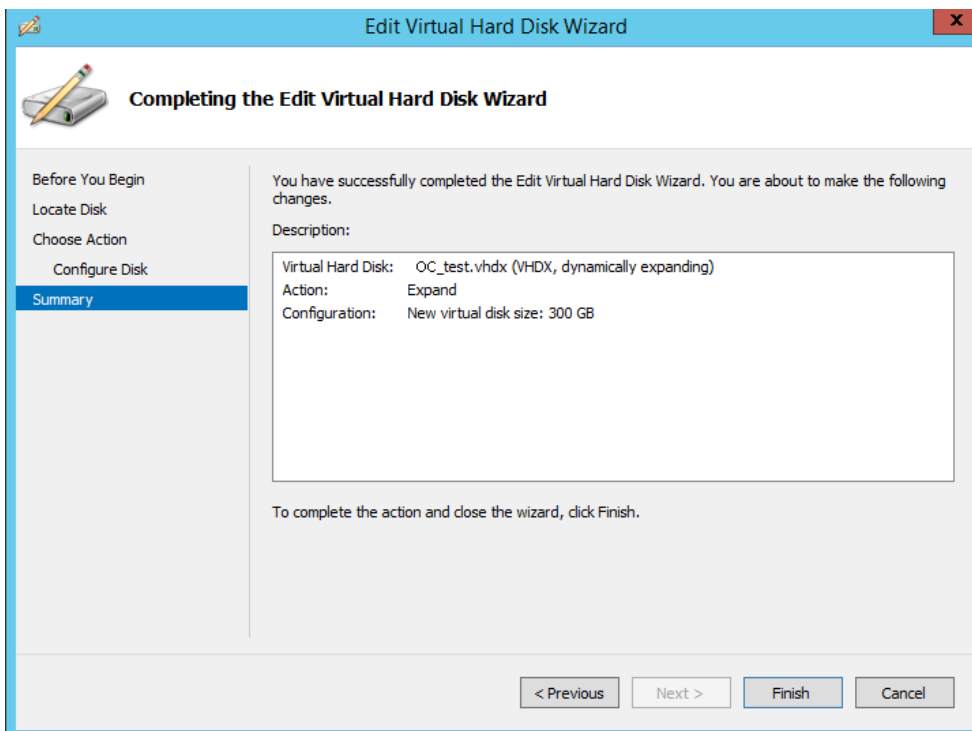 Edit Virtual Hard Disk Wizard
x
Completing the Edit Virtual Hard Disk Wizard
Before You Begin
Locate Disk
Choose Action
Configure Disk
Summary
You have successfully completed the Edit Virtual Hard Disk Wizard. You are about to make the following
changes.
Description:
Virtual Hard Disk: OC_test.vhdx (VHDX, dynamically expanding)
Action: Expand
Configuration: New virtual disk size: 300 GB
To complete the action and close the wizard, click Finish.
< Previous Next > Finish Cancel